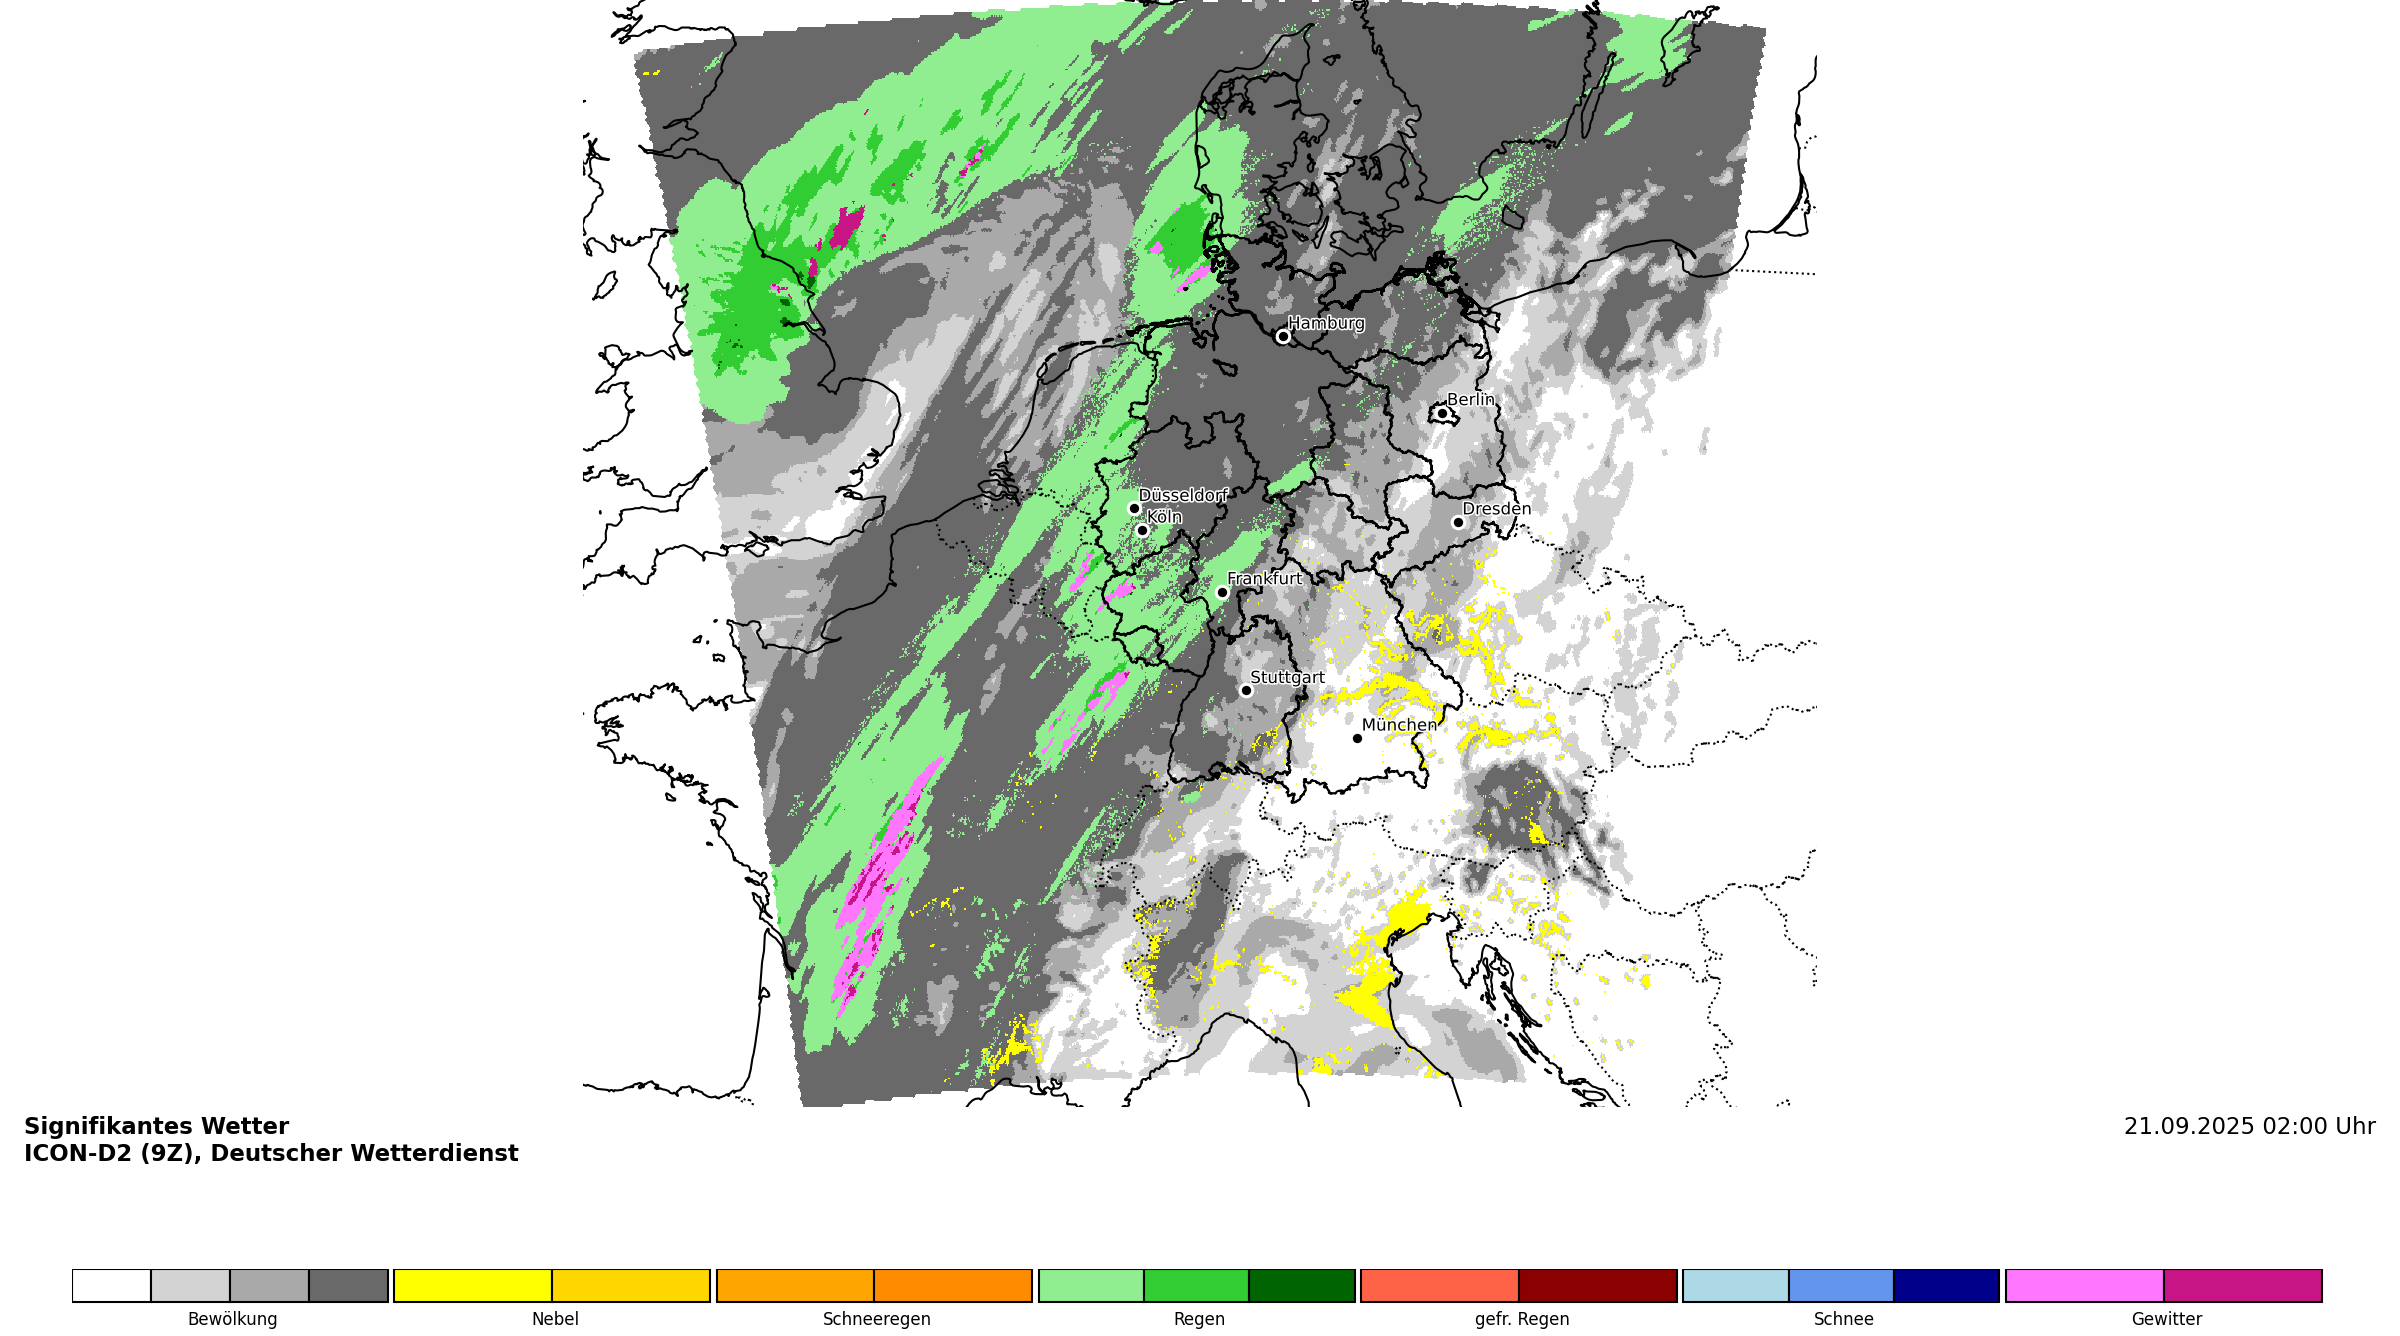 Hamburg
Berlin
Düsseldorf
Köln
Dresden
Frankfurt
Stuttgart
München
Signifikantes Wetter
ICON-D2 (9Z), Deutscher Wetterdienst
21.09.2025 02:00 Uhr
Bewölkung
Nebel
Schneeregen
Regen
gefr. Regen
Schnee
Gewitter